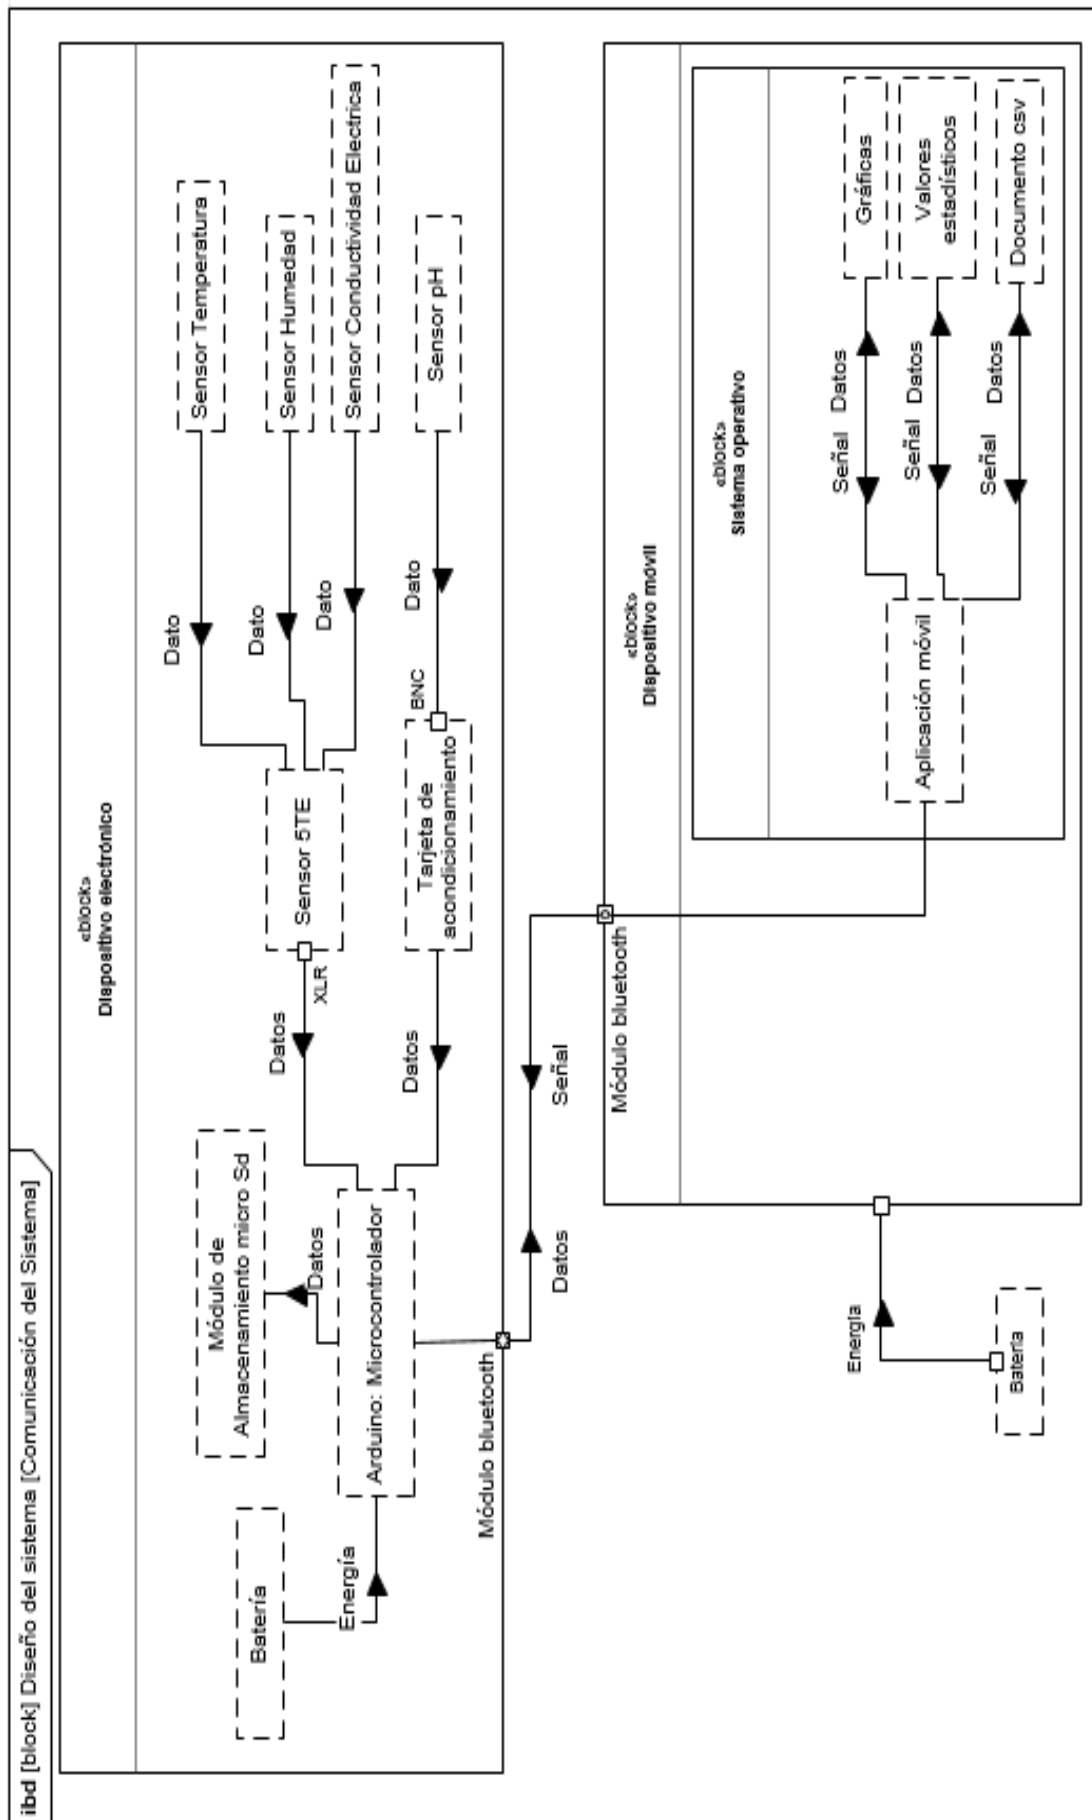 ibd [block] Diseño del sistema [Comunicación del Sistema]
«block»
Dispositivo electrónico
Batería
Energía
Módulo de
Almacenamiento micro Sd
Datos
Arduino: Microcontrolador
Módulo bluetooth
Datos
XLR
Sensor 5TE
Datos
Tarjeta de
acondicionamiento
BNC
Dato
Dato
Dato
Dato
Sensor Temperatura
Sensor Humedad
Sensor Conductividad Electrica
Sensor pH
Datos
Señal
«block»
Dispositivo móvil
Módulo bluetooth
Batería
Energía
«block»
Sistema operativo
Aplicación móvil
Señal
Datos
Señal
Datos
Señal
Datos
Gráficas
Valores
estadísticos
Documento csv